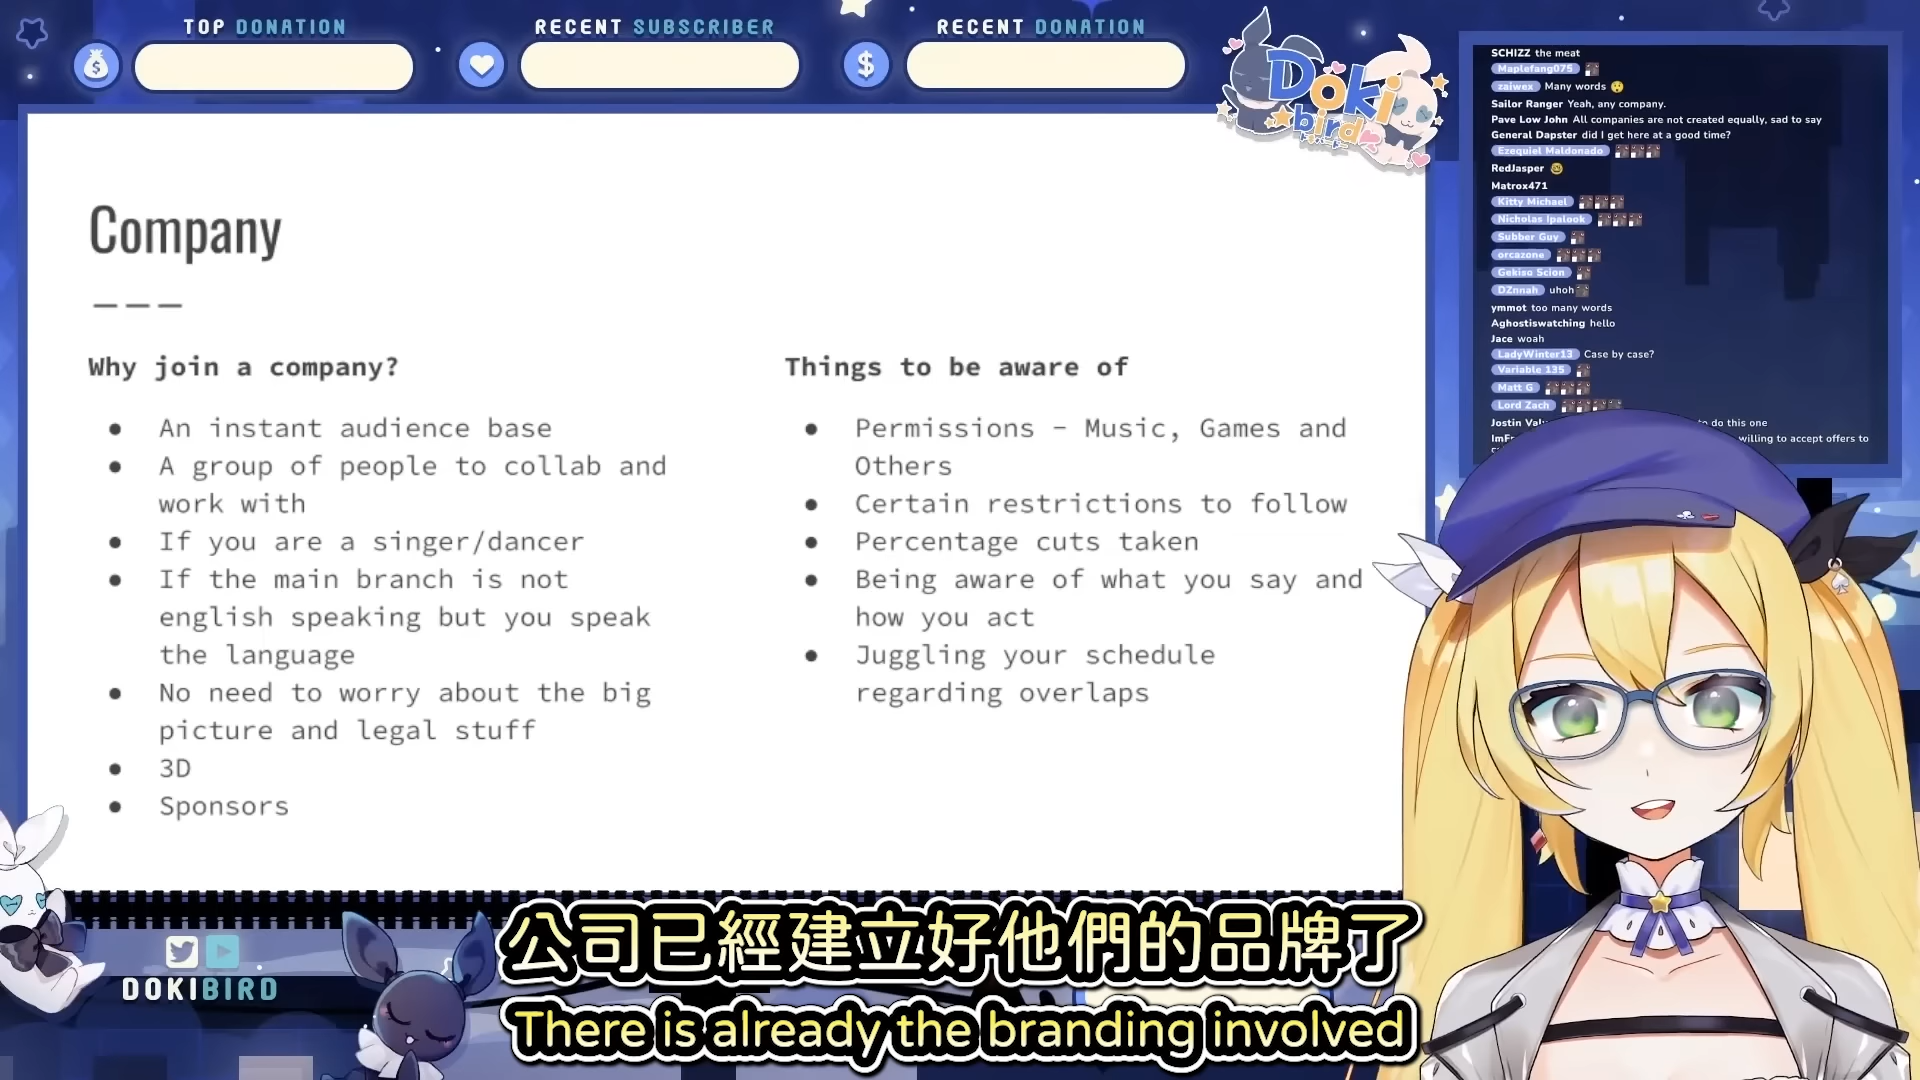 TOP DONATION
RECENT SUBSCRIBER
RECENT DONATION
Doki
bird
Company
Why join a company?
● An instant audience base
● A group of people to collab and
work with
● If you are a singer/dancer
● If the main branch is not
english speaking but you speak
the language
● No need to worry about the big
picture and legal stuff
● 3D
● Sponsors
Things to be aware of
● Permissions - Music, Games and
Others
● Certain restrictions to follow
● Percentage cuts taken
● Being aware of what you say and
how you act
● Juggling your schedule
regarding overlaps
SCHIZZ the meat
Maplefang075
zaiwex Many words
Sailor Ranger Yeah, any company.
Pave Low John All companies are not created equally, sad to say
General Dapster did I get here at a good time?
Ezequiel Maldonado
RedJasper
Matrox471
Kitty Michael
Nicholas Ipalook
Subber Guy
orcazone
Gekiso Scion
DZnnah uhoh
ymmot too many words
Aghostiswatching hello
Jace woah
LadyWinter13 Case by case?
Variable 135
Matt G
Lord Zach
Jostin do this one
willing to accept offers to
DOKIBIRD
公司已經建立好他們的品牌了
There is already the branding involved